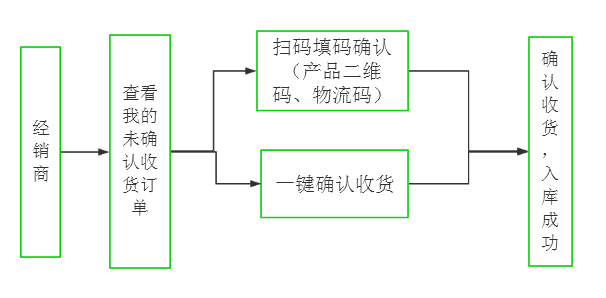 经
销
商
查看
我的
未确
认收
货订
单
扫码填码确认
（产品二维
码、物流码）
一键确认收货
确
认
收
货
，
入
库
成
功